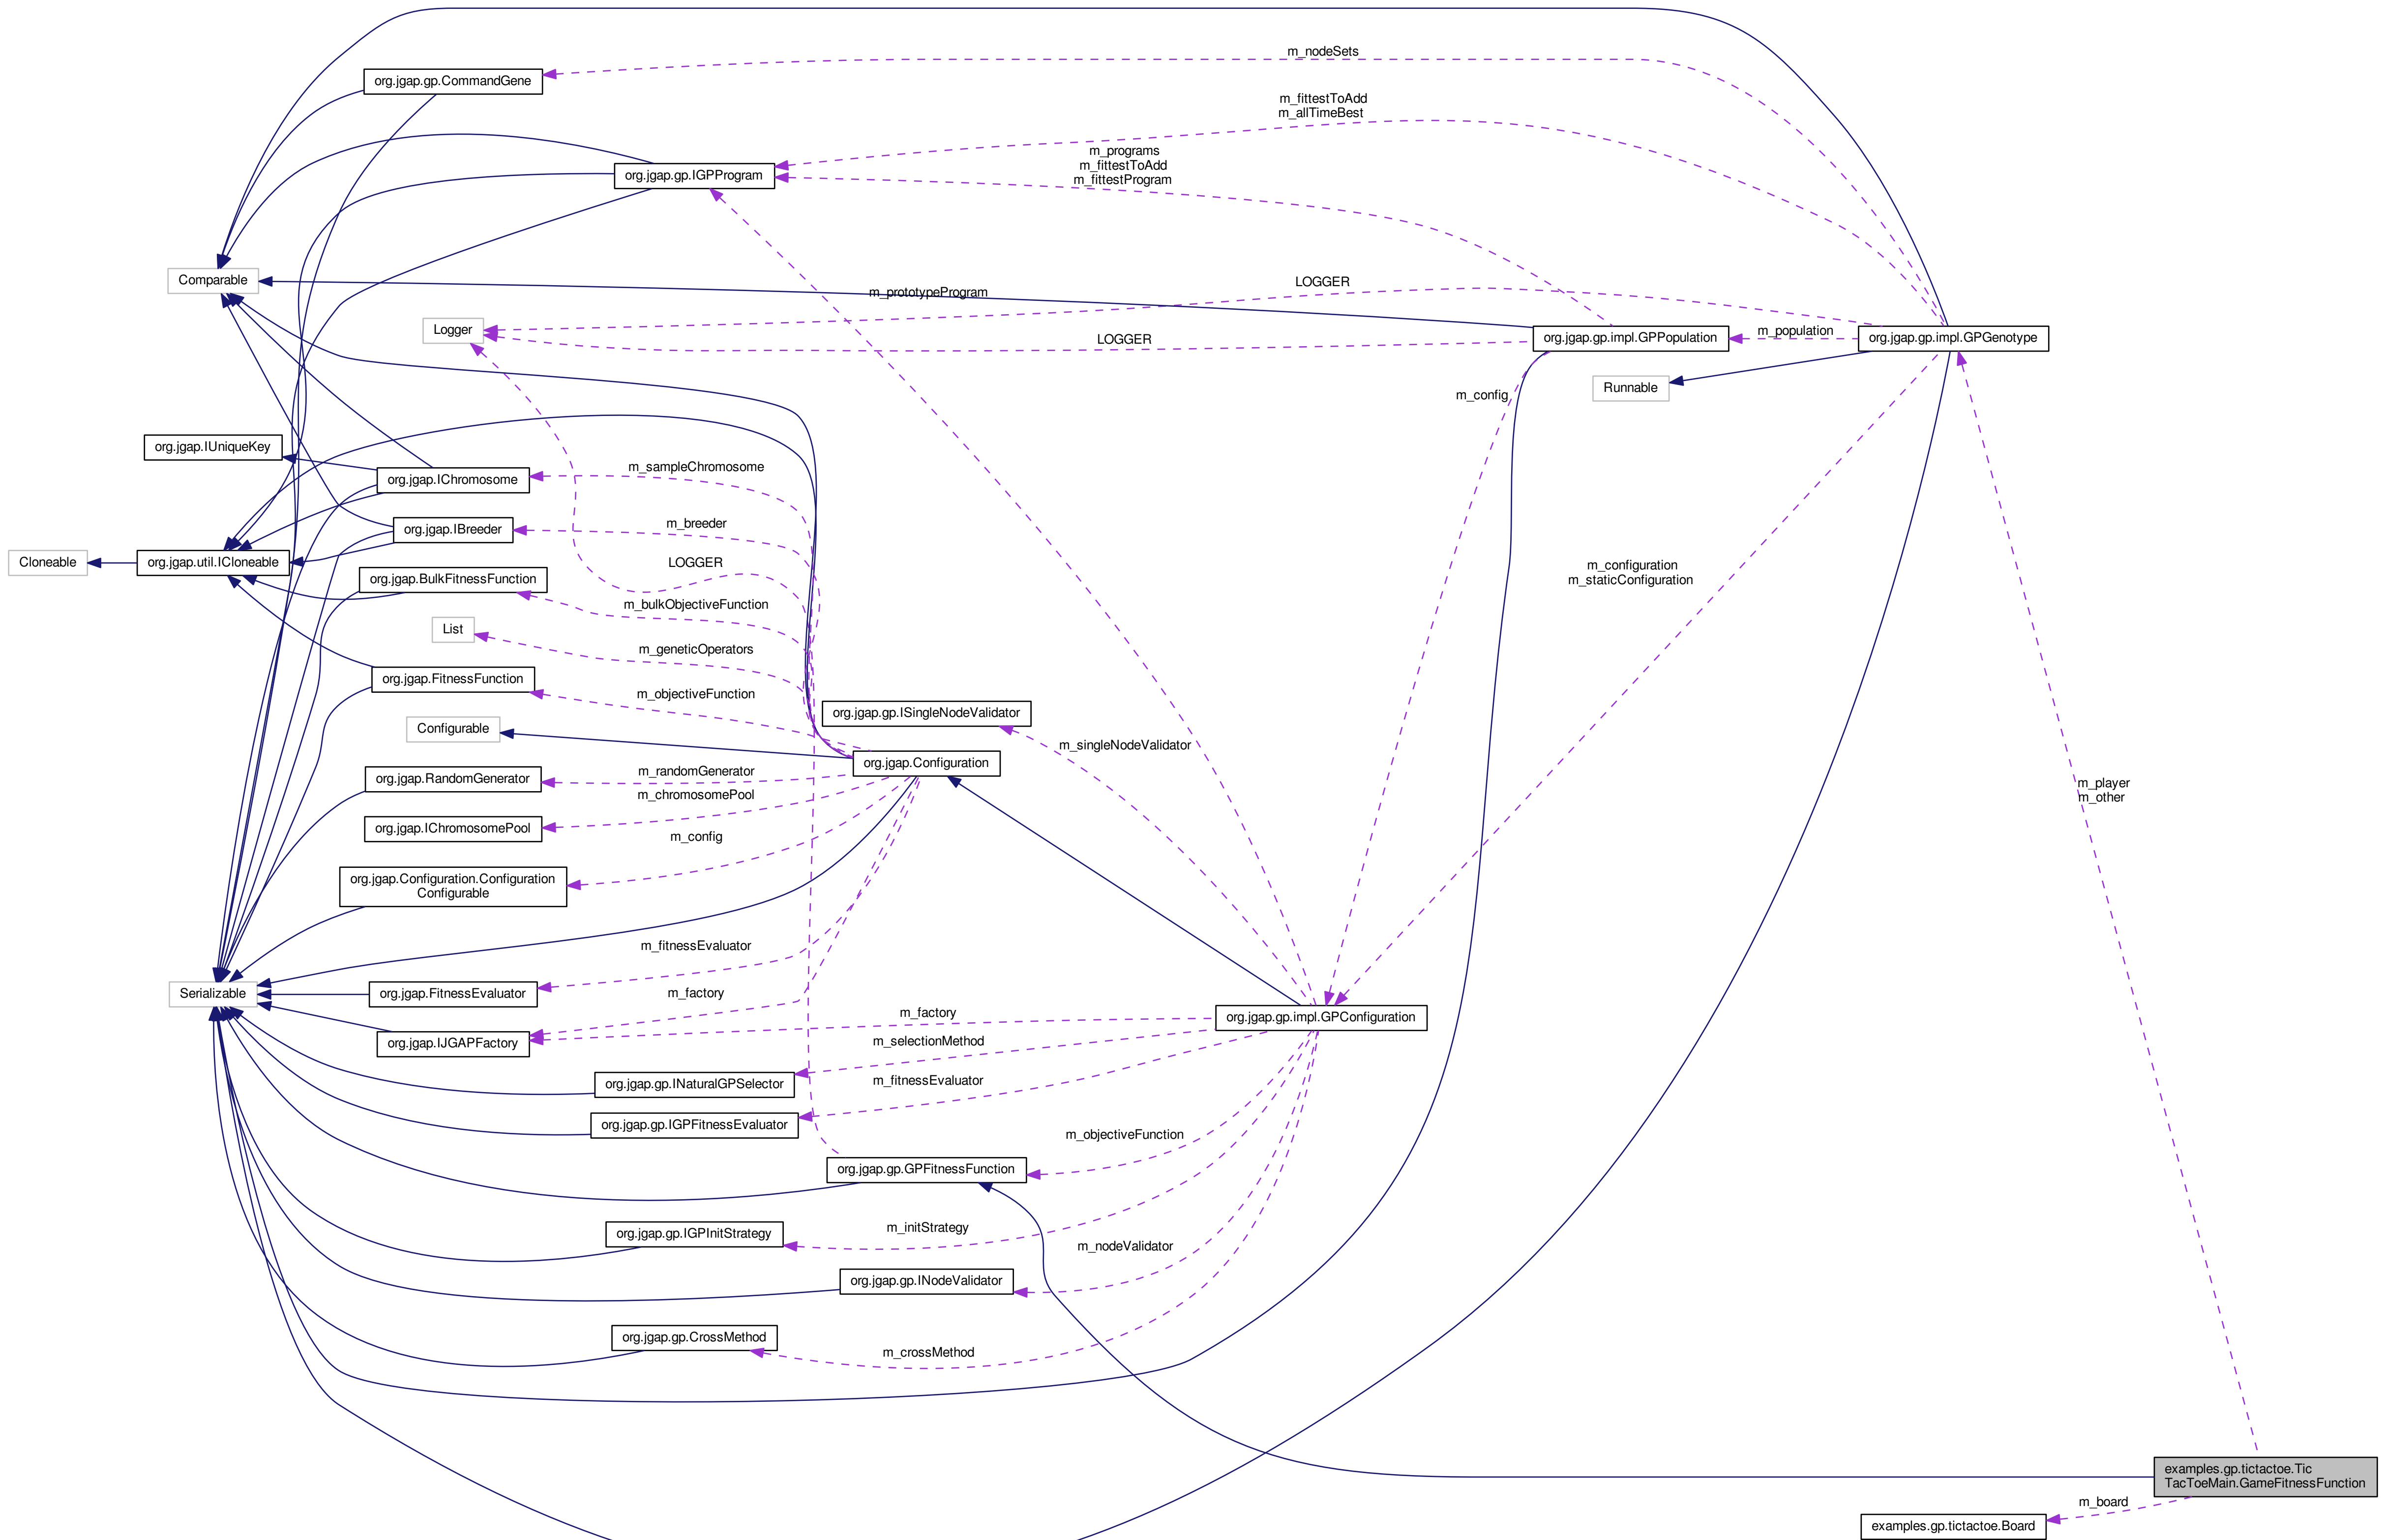 m_nodeSets
org.jgap.gp.CommandGene
m_fittestToAdd
m_allTimeBest
m_programs
m_fittestToAdd
m_fittestProgram
org.jgap.gp.IGPProgram
Comparable
LOGGER
m_prototypeProgram
Logger
m_population
org.jgap.gp.impl.GPPopulation
org.jgap.gp.impl.GPGenotype
LOGGER
Runnable
m_config
org.jgap.IUniqueKey
m_sampleChromosome
org.jgap.IChromosome
m_breeder
org.jgap.IBreeder
Cloneable
org.jgap.util.ICloneable
LOGGER
m_configuration
m_staticConfiguration
org.jgap.BulkFitnessFunction
m_bulkObjectiveFunction
List
m_geneticOperators
org.jgap.FitnessFunction
m_objectiveFunction
org.jgap.gp.ISingleNodeValidator
Configurable
m_singleNodeValidator
org.jgap.Configuration
m_randomGenerator
org.jgap.RandomGenerator
m_player
m_other
m_chromosomePool
org.jgap.IChromosomePool
m_config
org.jgap.Configuration.Configuration
Configurable
m_fitnessEvaluator
Serializable
org.jgap.FitnessEvaluator
m_factory
m_factory
org.jgap.gp.impl.GPConfiguration
org.jgap.IJGAPFactory
m_selectionMethod
org.jgap.gp.INaturalGPSelector
m_fitnessEvaluator
org.jgap.gp.IGPFitnessEvaluator
m_objectiveFunction
org.jgap.gp.GPFitnessFunction
m_initStrategy
org.jgap.gp.IGPInitStrategy
m_nodeValidator
org.jgap.gp.INodeValidator
org.jgap.gp.CrossMethod
m_crossMethod
examples.gp.tictactoe.Tic
TacToeMain.GameFitnessFunction
m_board
examples.gp.tictactoe.Board